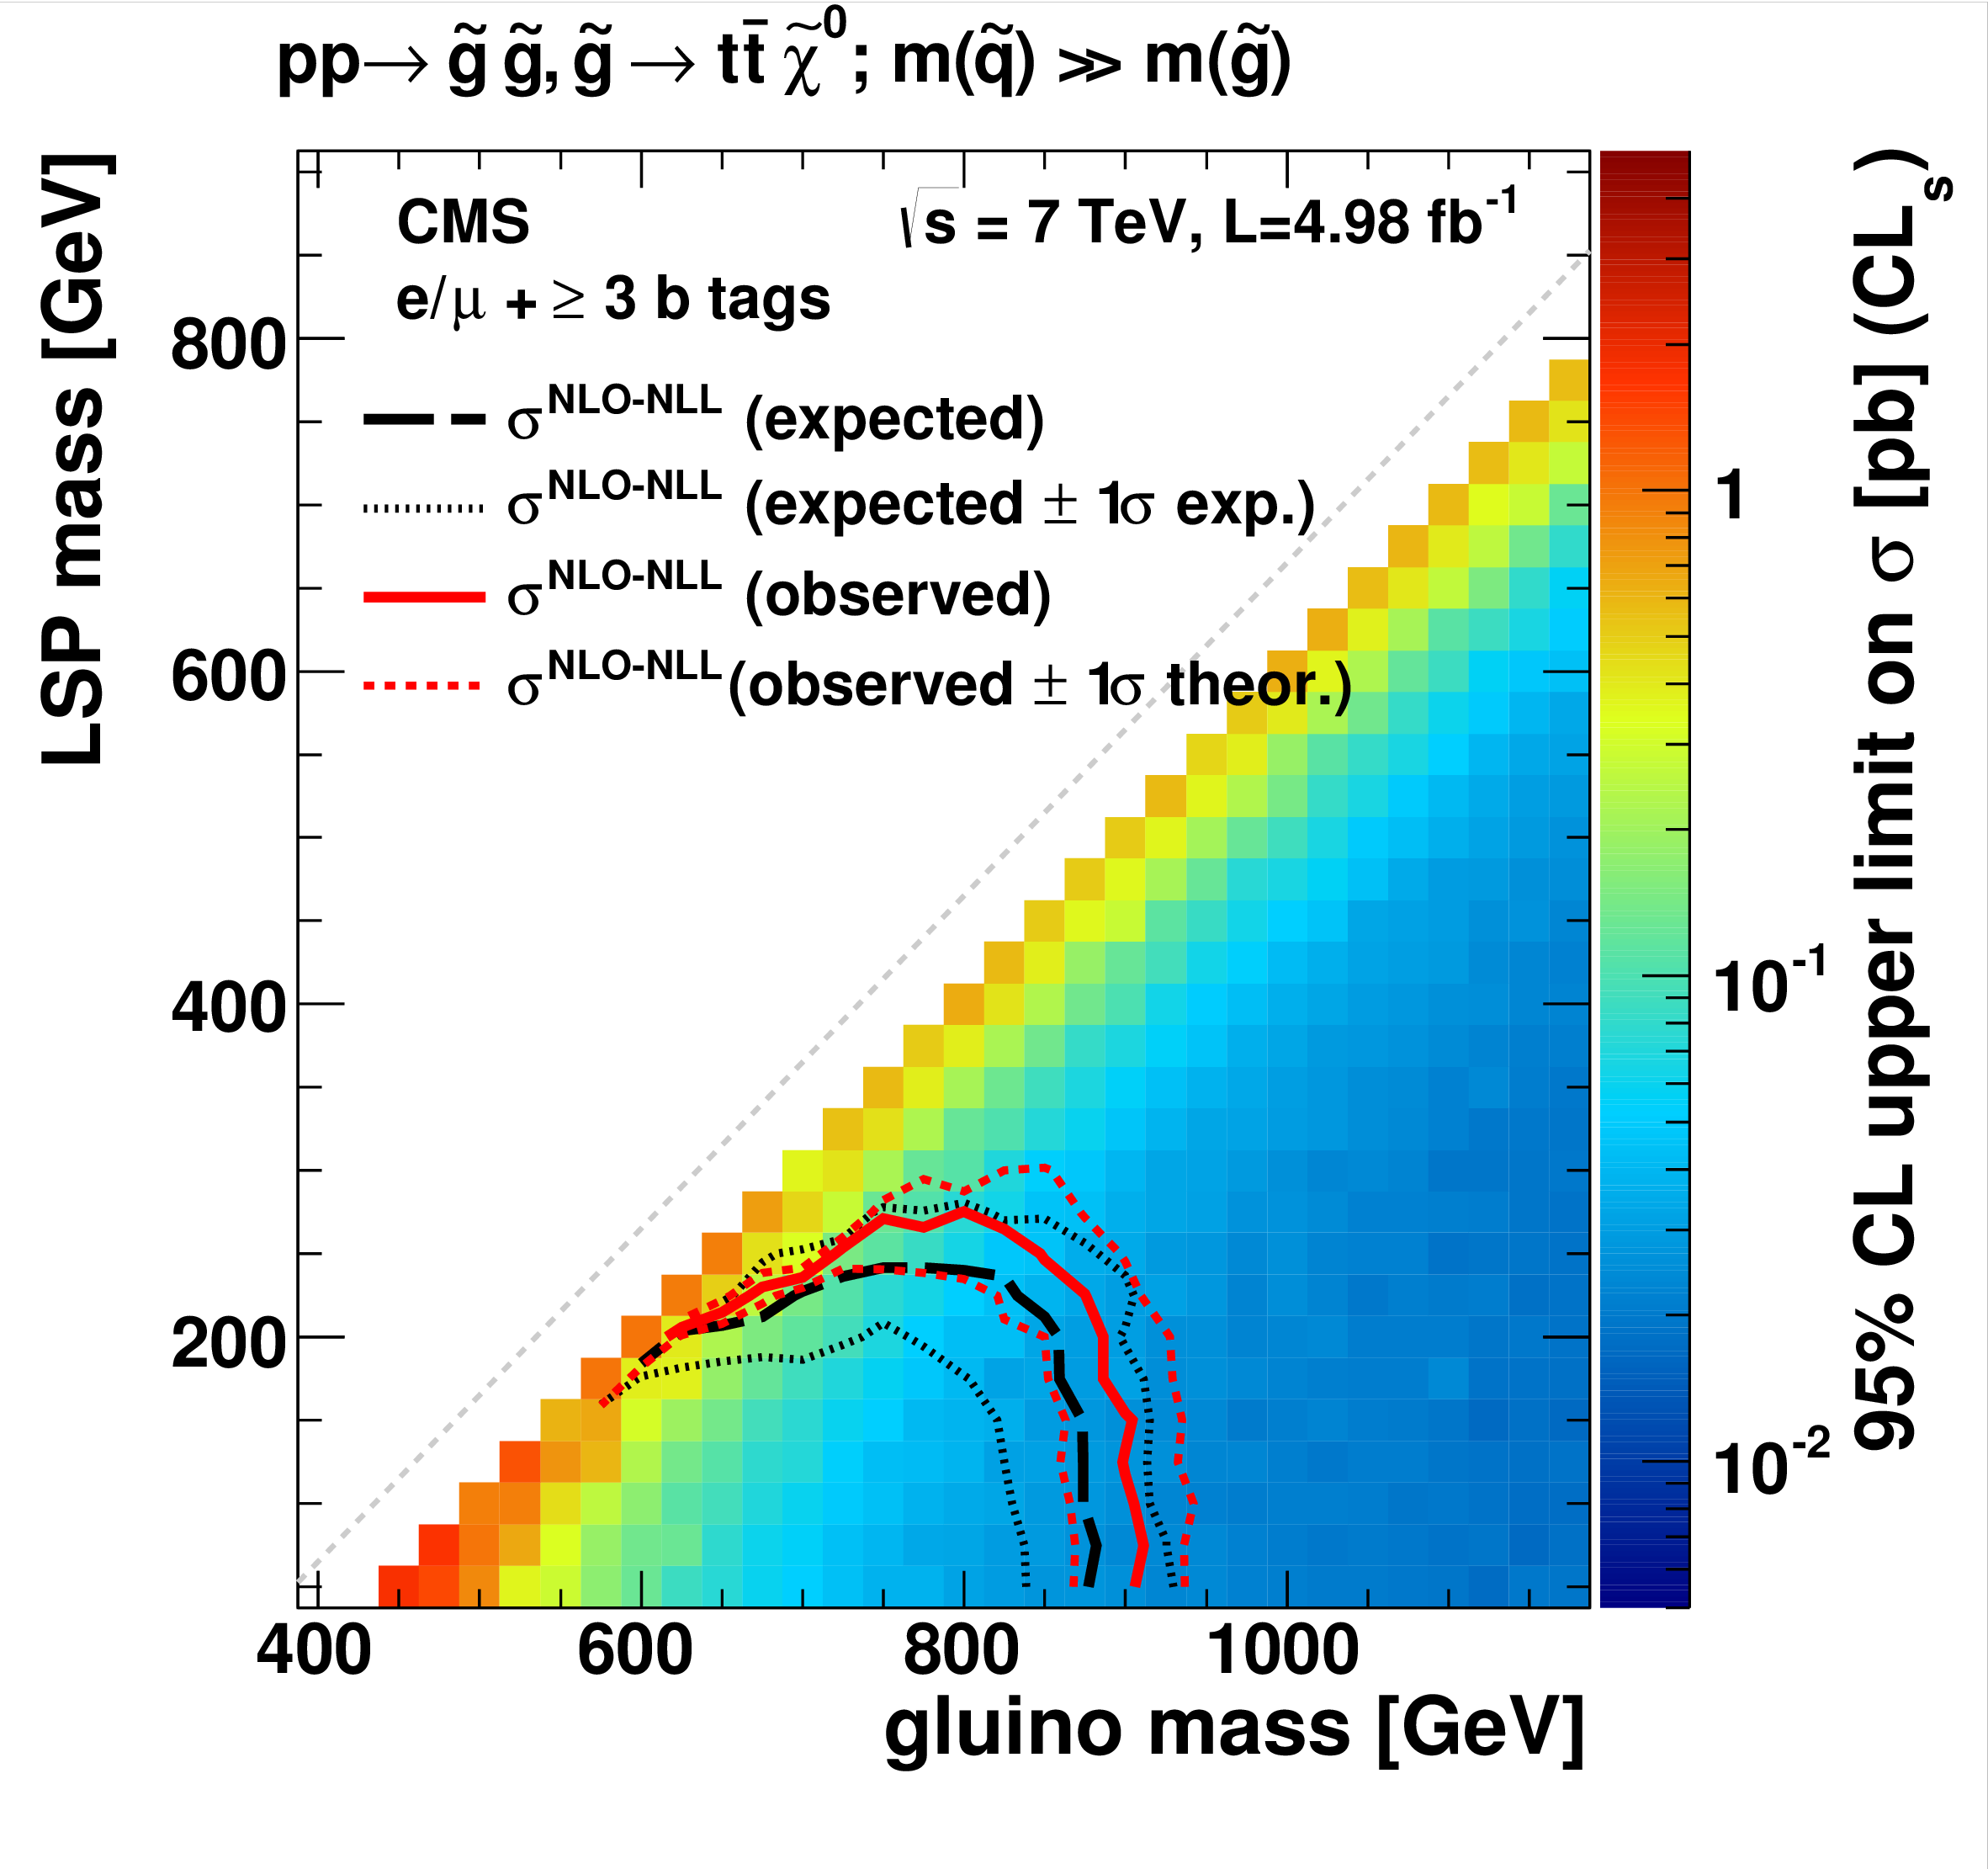 pp→ g̃ g̃, g̃ → tt̄ χ̃⁰; m(q̃) ≫ m(g̃)
LSP mass [GeV]
CMS
√s = 7 TeV, L=4.98 fb⁻¹
e/μ + ≥ 3 b tags
σ^NLO-NLL (expected)
σ^NLO-NLL (expected ± 1σ exp.)
σ^NLO-NLL (observed)
σ^NLO-NLL (observed ± 1σ theor.)
800
600
400
200
400 600 800 1000
gluino mass [GeV]
1
10⁻¹
10⁻²
95% CL upper limit on σ [pb] (CLₛ)